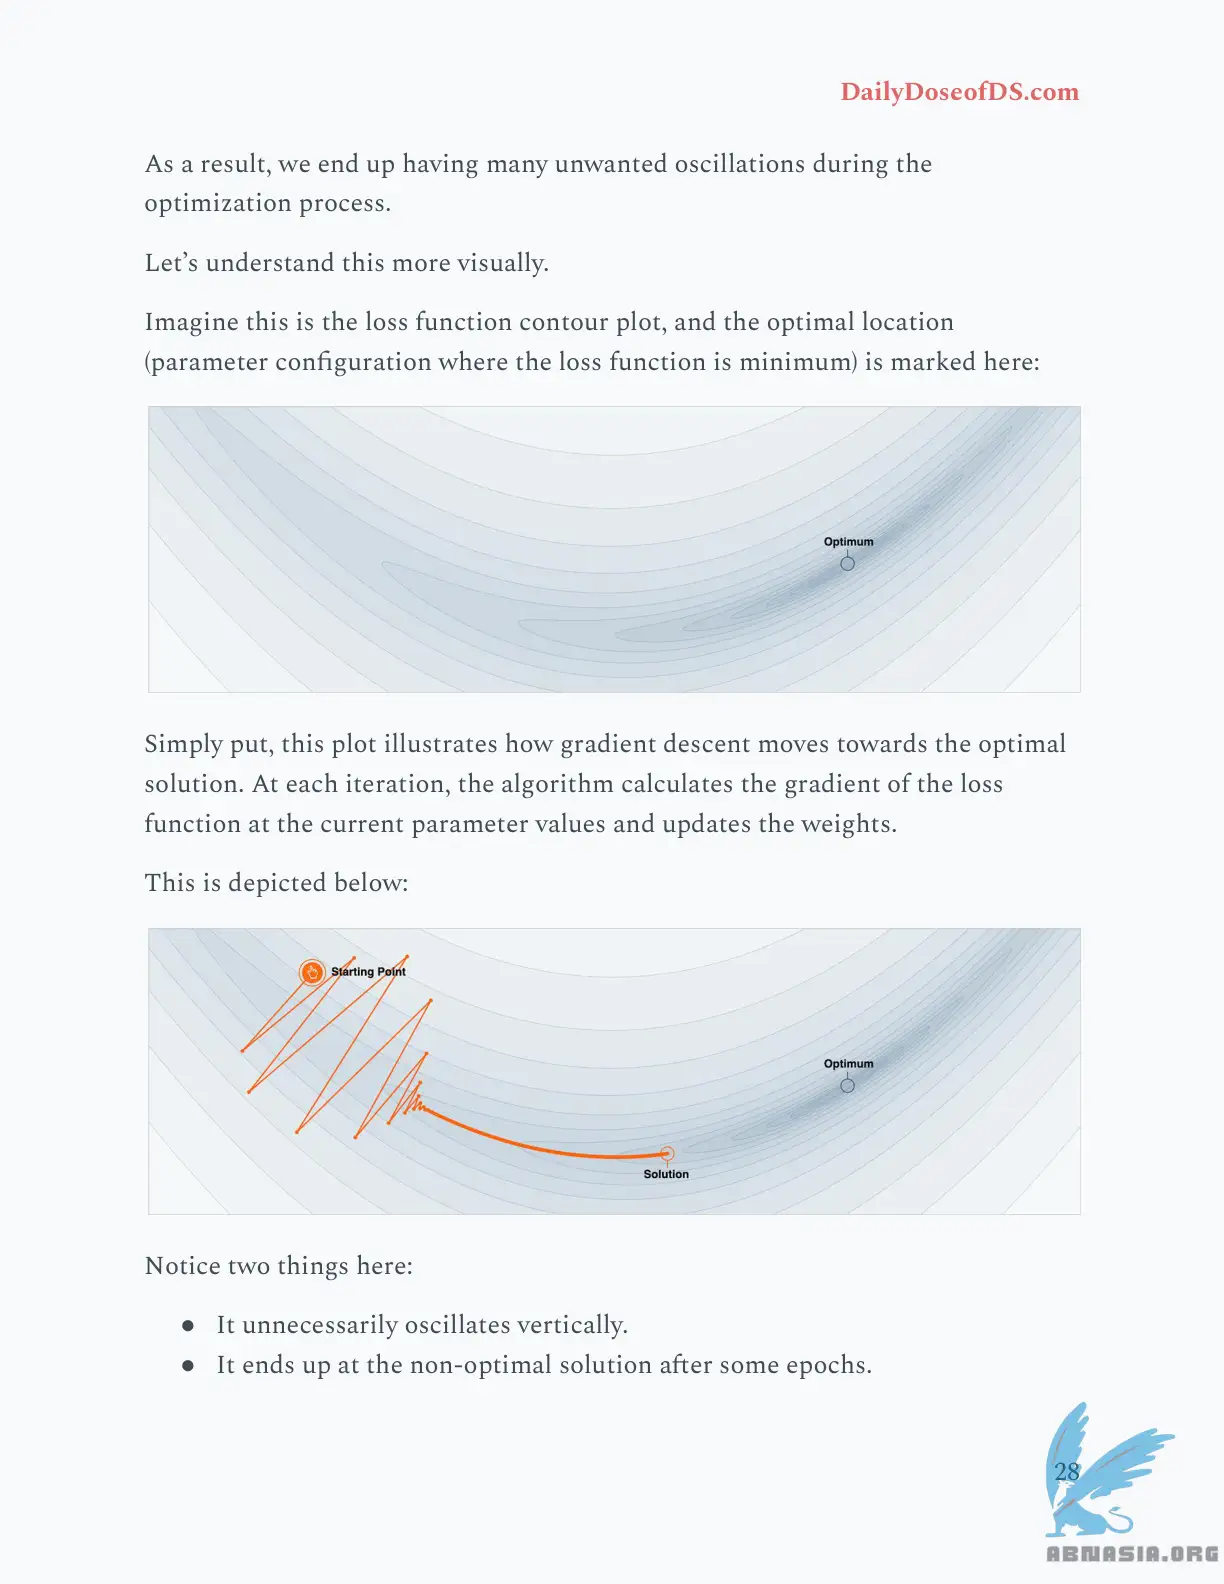 DailyDoseofDS.com
As a result, we end up having many unwanted oscillations during the
optimization process.
Let’s understand this more visually.
Imagine this is the loss function contour plot, and the optimal location
(parameter configuration where the loss function is minimum) is marked here:
Optimum
Simply put, this plot illustrates how gradient descent moves towards the optimal
solution. At each iteration, the algorithm calculates the gradient of the loss
function at the current parameter values and updates the weights.
This is depicted below:
Starting Point
Optimum
Solution
Notice two things here:
● It unnecessarily oscillates vertically.
● It ends up at the non-optimal solution after some epochs.
28
ABNASIA.ORG